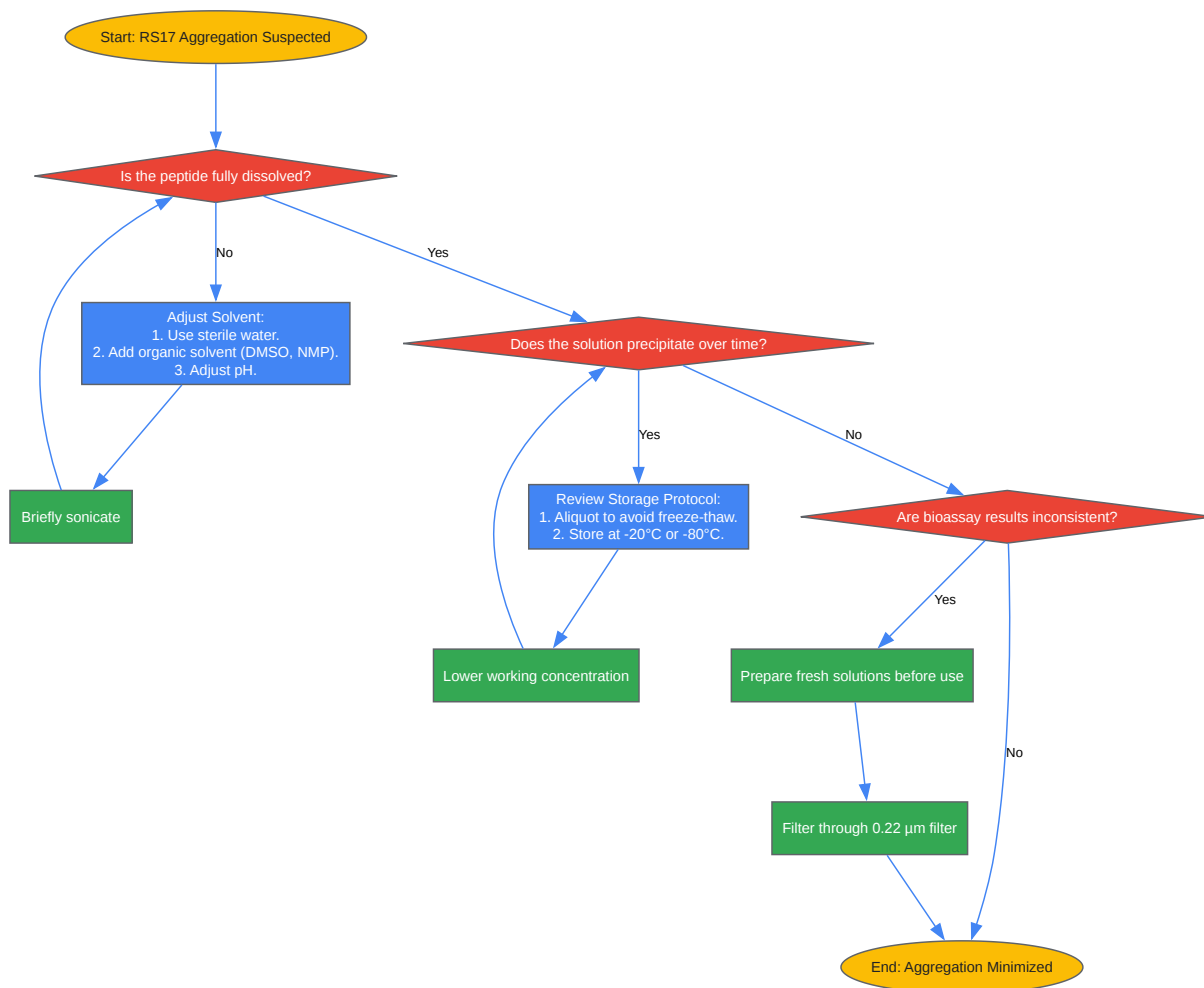 Start: RS17 Aggregation Suspected
Is the peptide fully dissolved?
No
Yes
Adjust Solvent:
1. Use sterile water.
2. Add organic solvent (DMSO, NMP).
3. Adjust pH.
Does the solution precipitate over time?
Yes
No
Briefly sonicate
Review Storage Protocol:
1. Aliquot to avoid freeze-thaw.
2. Store at -20°C or -80°C.
Are bioassay results inconsistent?
Yes
Lower working concentration
Prepare fresh solutions before use
No
Filter through 0.22 µm filter
End: Aggregation Minimized